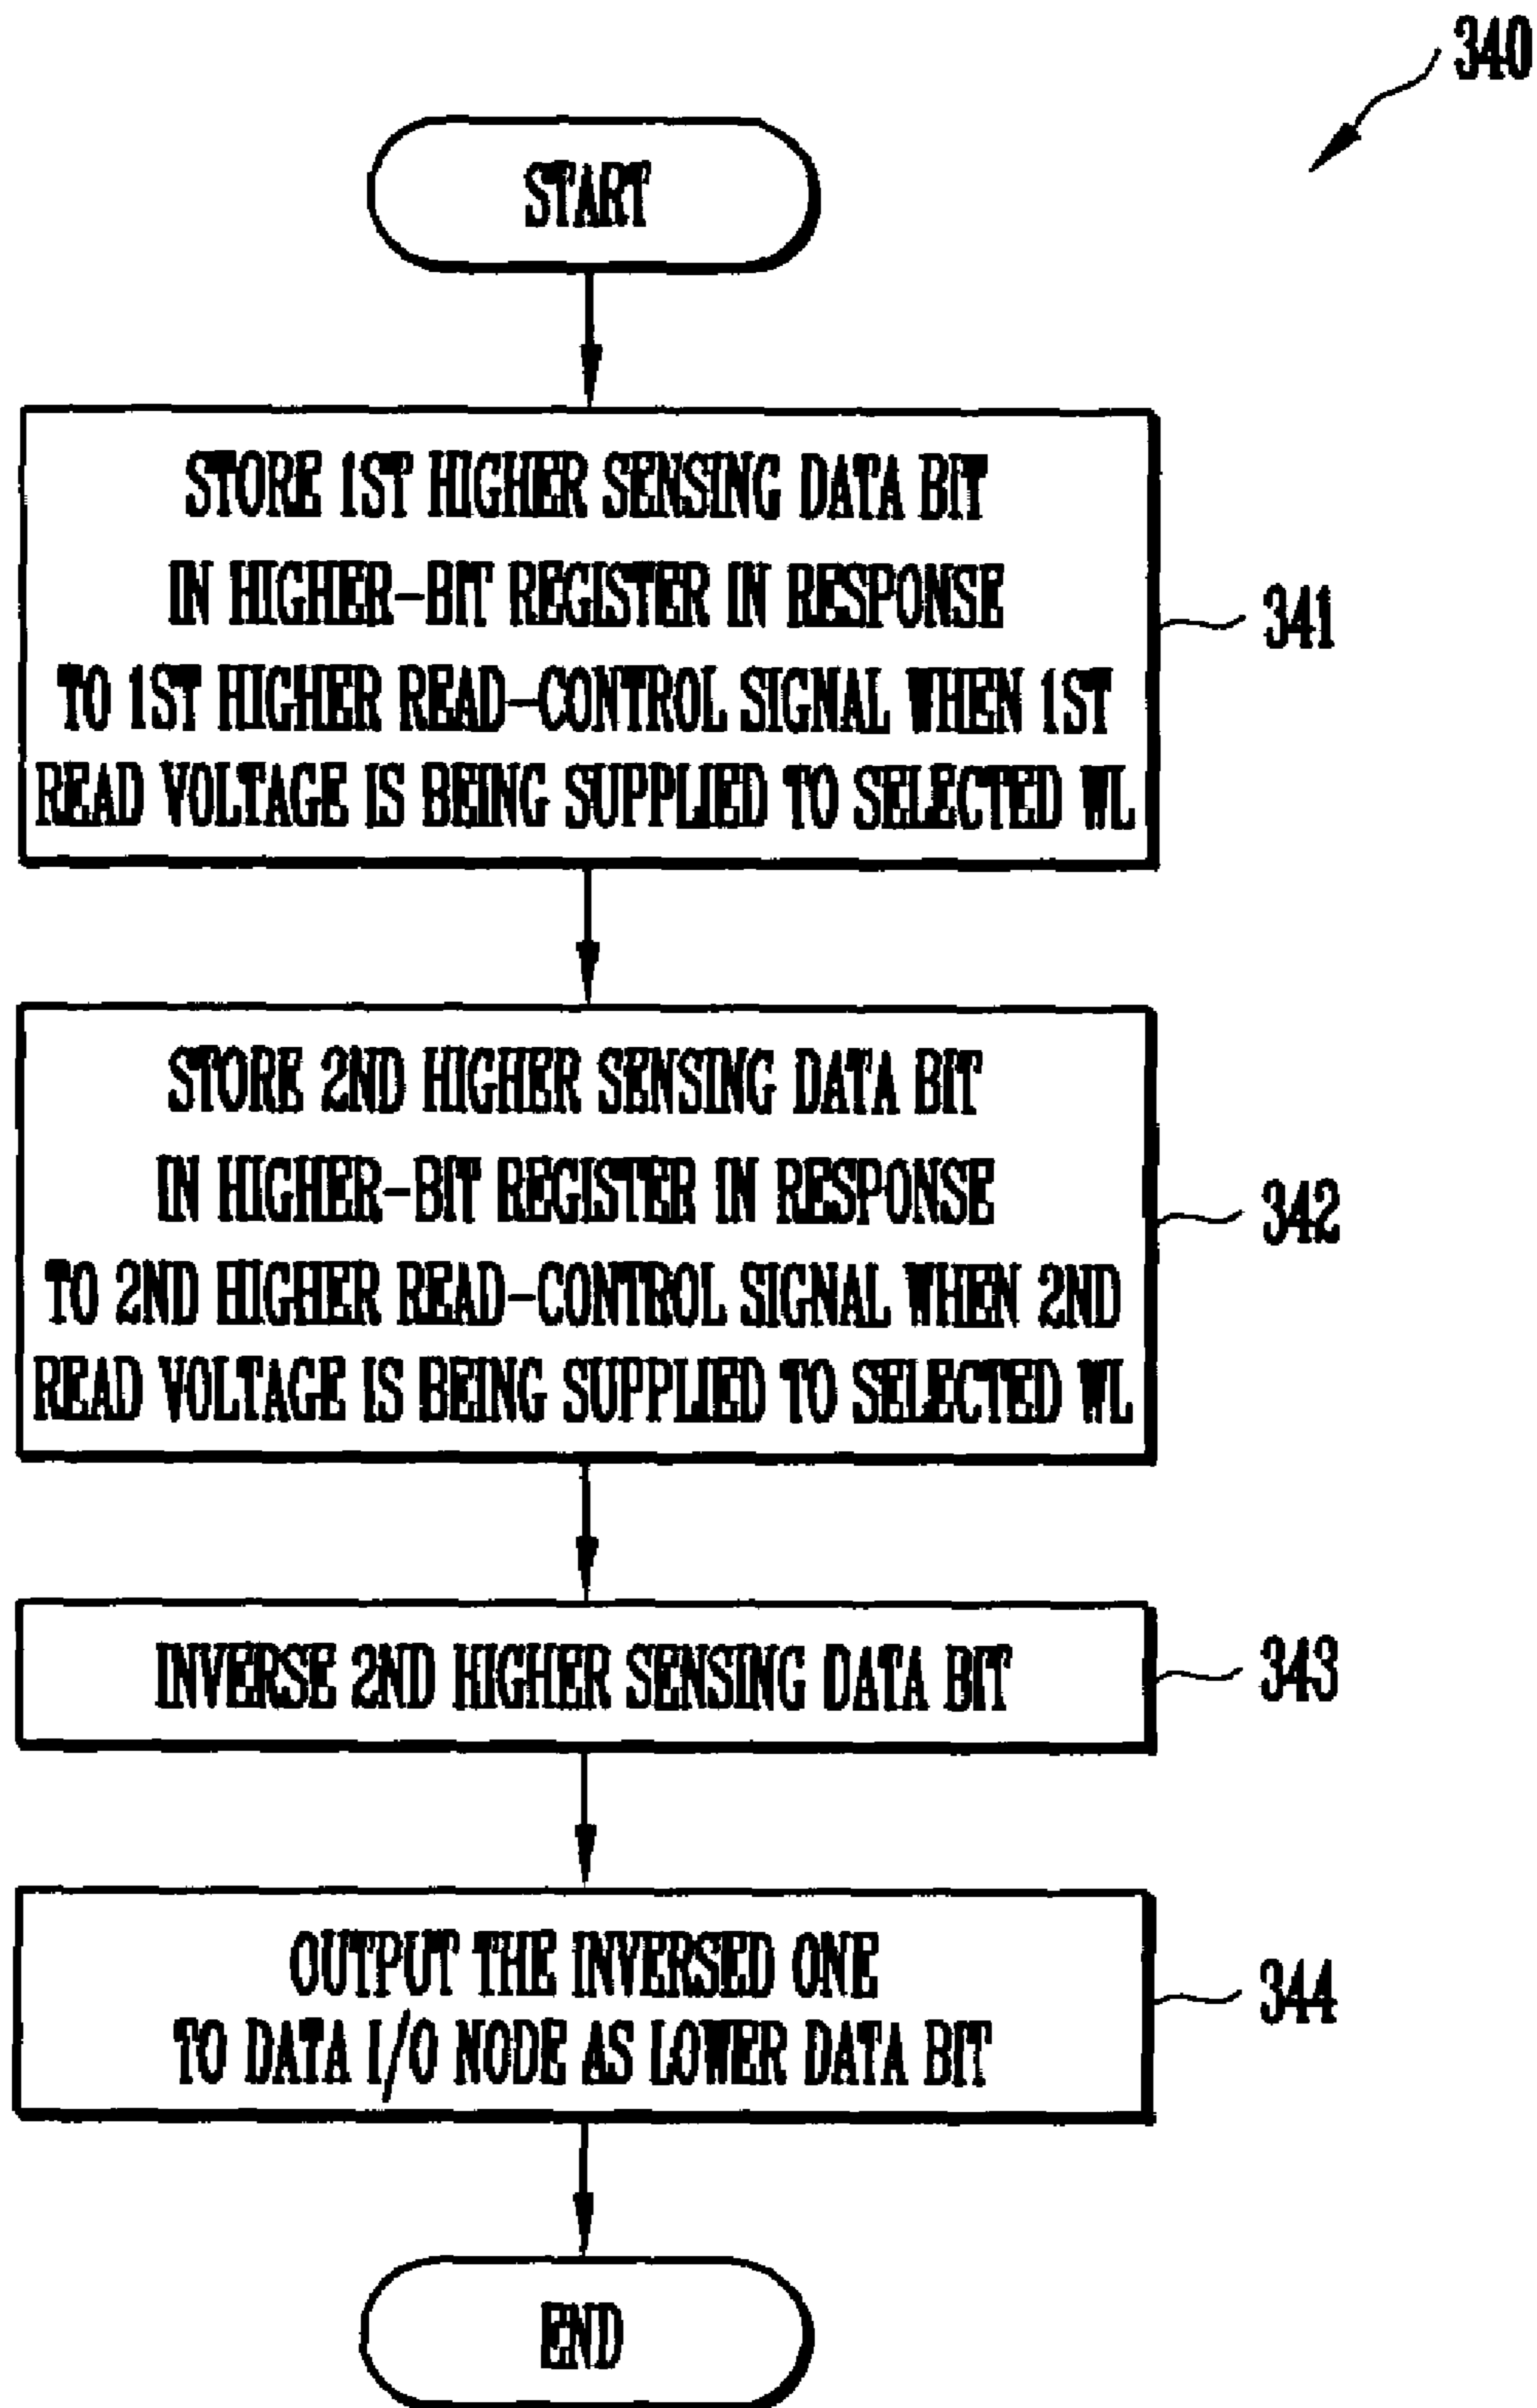 340
START
STORE 1ST HIGHER SENSING DATA BIT
IN HIGHER-BIT REGISTER IN RESPONSE
TO 1ST HIGHER READ-CONTROL SIGNAL WHEN 1ST
READ VOLTAGE IS BEING SUPPLIED TO SELECTED WL
341
STORE 2ND HIGHER SENSING DATA BIT
IN HIGHER-BIT REGISTER IN RESPONSE
TO 2ND HIGHER READ-CONTROL SIGNAL WHEN 2ND
READ VOLTAGE IS BEING SUPPLIED TO SELECTED WL
342
INVERSE 2ND HIGHER SENSING DATA BIT
343
OUTPUT THE INVERSED ONE
TO DATA I/O NODE AS LOWER DATA BIT
344
END